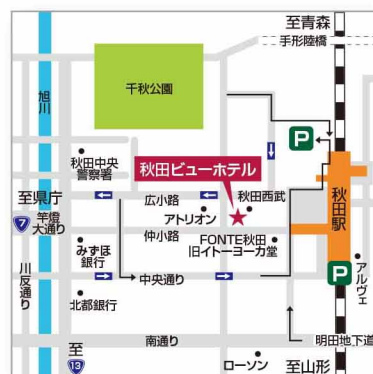 至青森
手形陸橋
旭川
千秋公園
P
秋田中央
警察署
秋田ビューホテル
至県庁
広小路
秋田西武
アトリオン
竿燈
大通り
7
仲小路
秋田駅
みずほ
銀行
FONTE秋田
旧イトーヨーカ堂
川反通り
中央通り
P
アルヴェ
北都銀行
南通り
明田地下道
至
13
ローソン
至山形